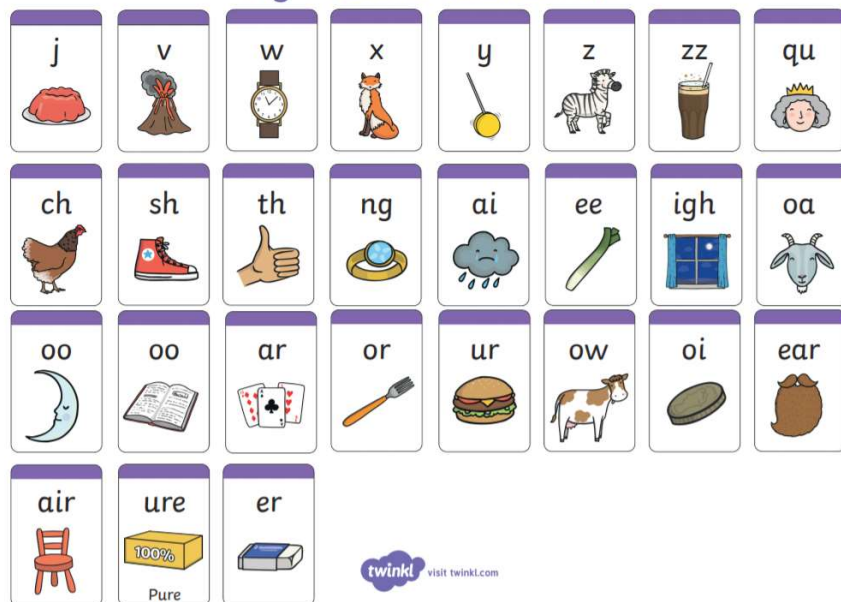 j v w x y z zz qu
ch sh th ng ai ee igh oa
oo oo ar or ur ow oi ear
air ure er
100%
Pure
twinkl visit twinkl.com